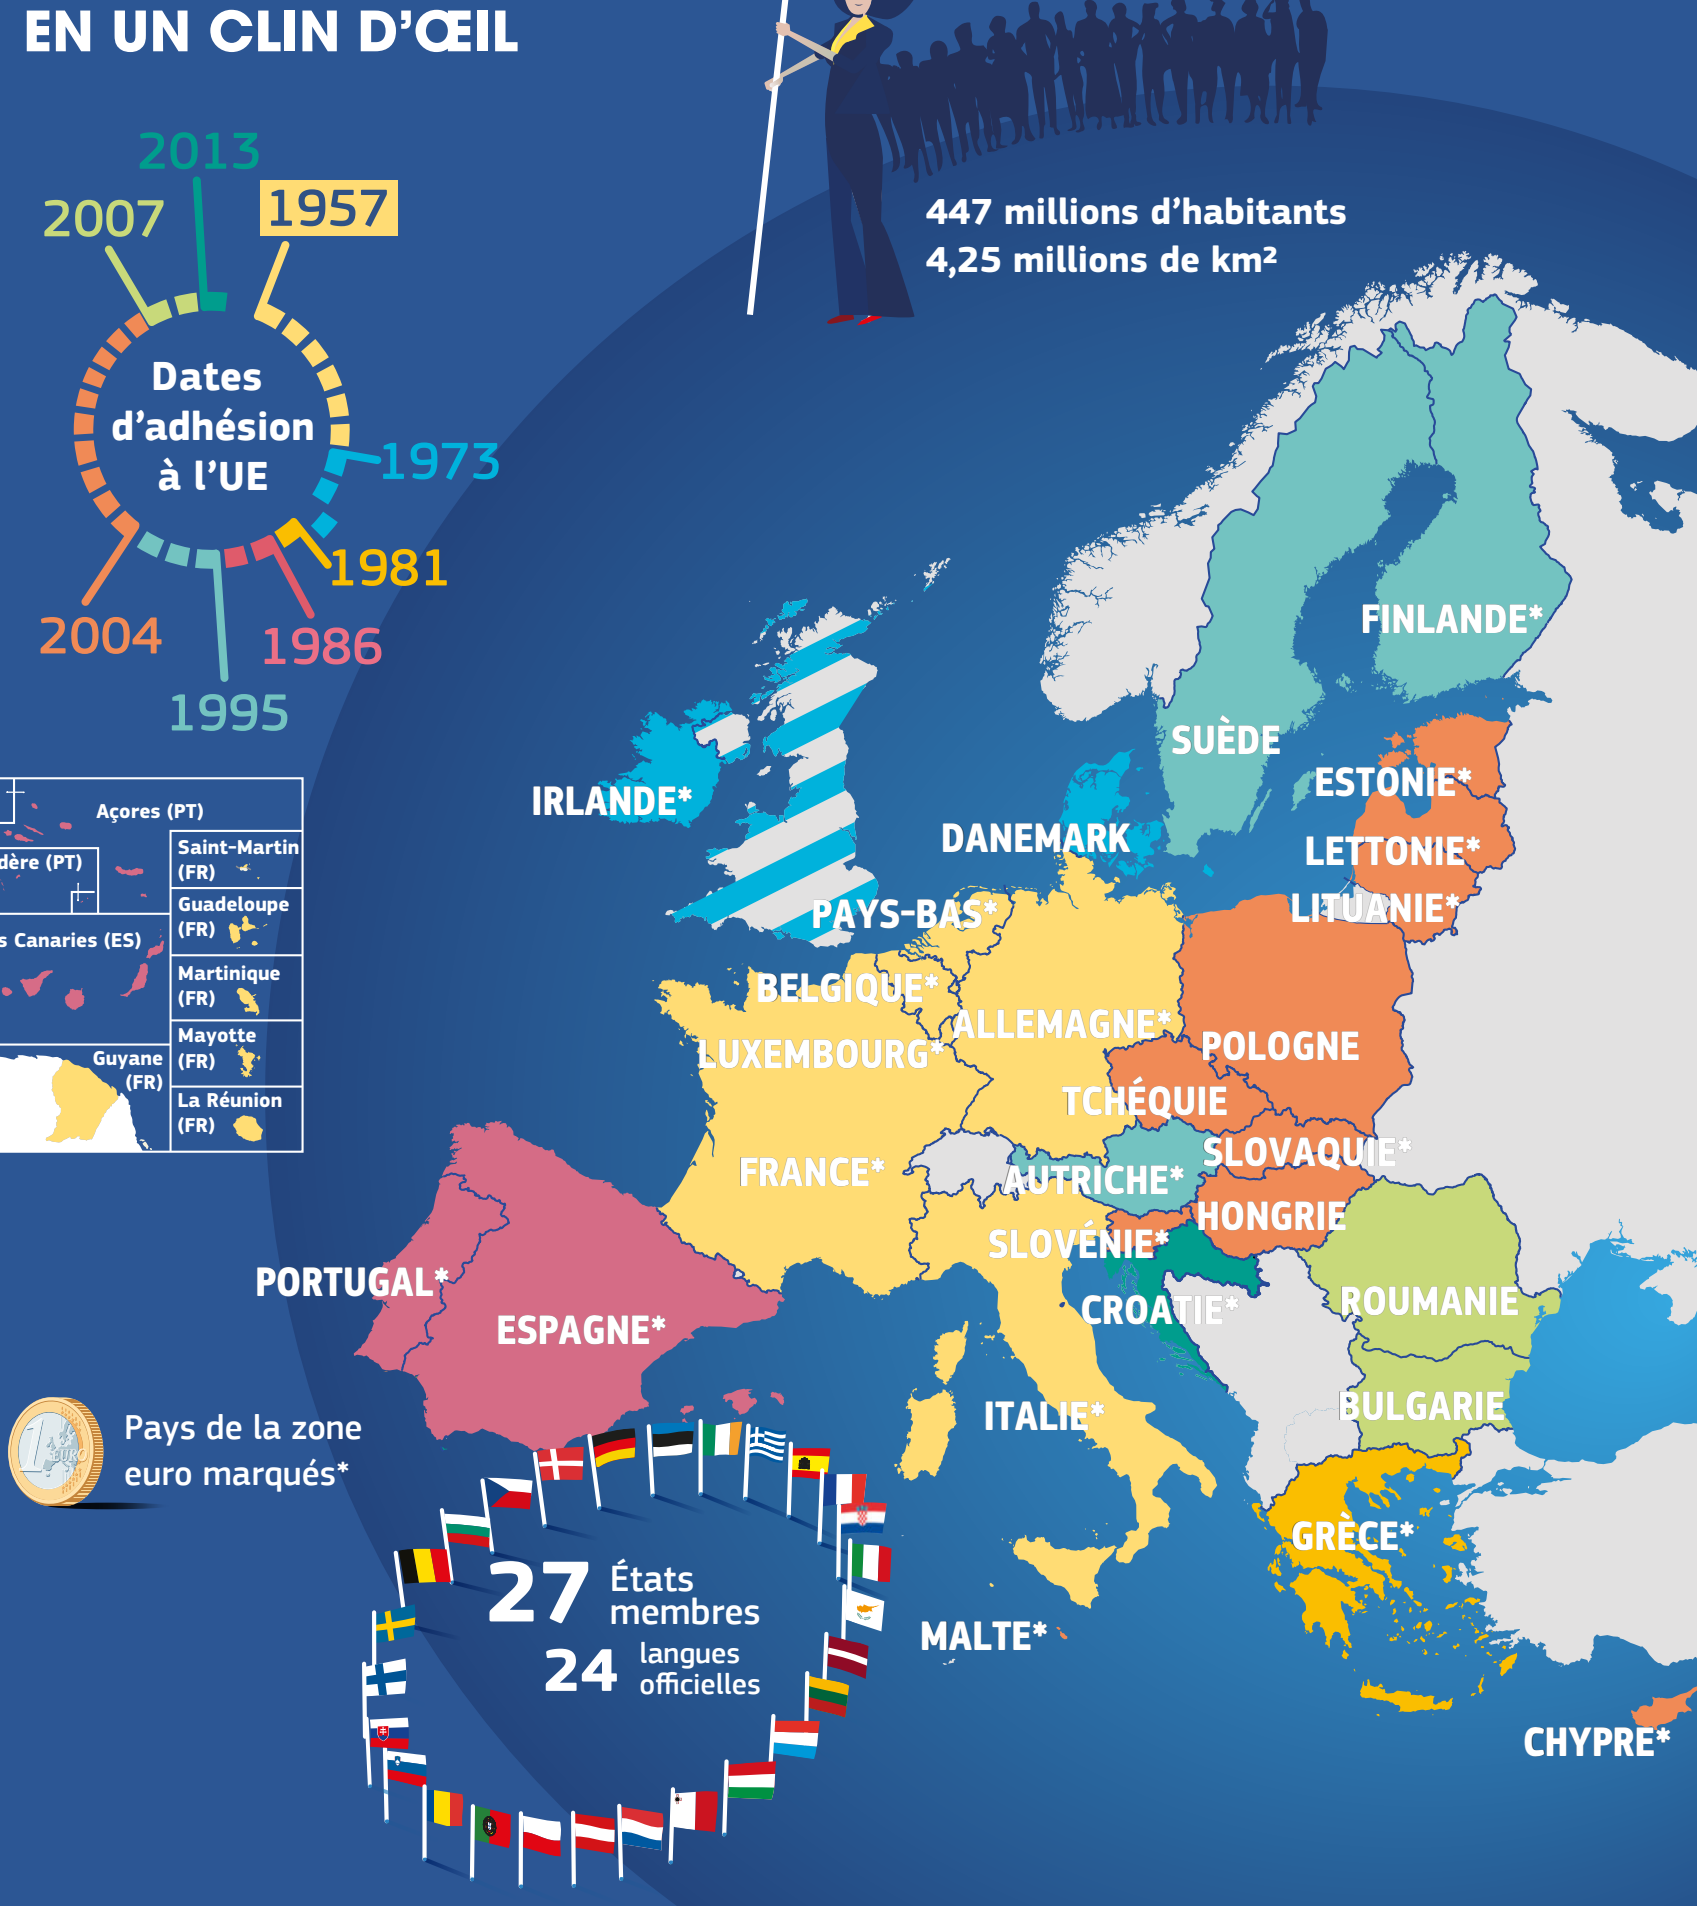 EN UN CLIN D'ŒIL
2013
2007
1957
Dates
d'adhésion
à l'UE
1973
1981
2004
1986
1995
447 millions d'habitants
4,25 millions de km²
Açores (PT)
dère (PT)
s Canaries (ES)
Saint-Martin
(FR)
Guadeloupe
(FR)
Martinique
(FR)
Mayotte
(FR)
Guyane
(FR)
La Réunion
(FR)
FINLANDE*
SUÈDE
ESTONIE*
IRLANDE*
DANEMARK
LETTONIE*
LITUANIE*
PAYS-BAS*
BELGIQUE*
ALLEMAGNE*
LUXEMBOURG*
POLOGNE
TCHÉQUIE
SLOVAQUIE*
FRANCE*
AUTRICHE*
HONGRIE
SLOVÉNIE*
PORTUGAL*
ESPAGNE*
CROATIE*
ROUMANIE
ITALIE*
BULGARIE
GRÈCE*
MALTE*
CHYPRE*
1 EURO
Pays de la zone
euro marqués*
27 États
membres
24 langues
officielles